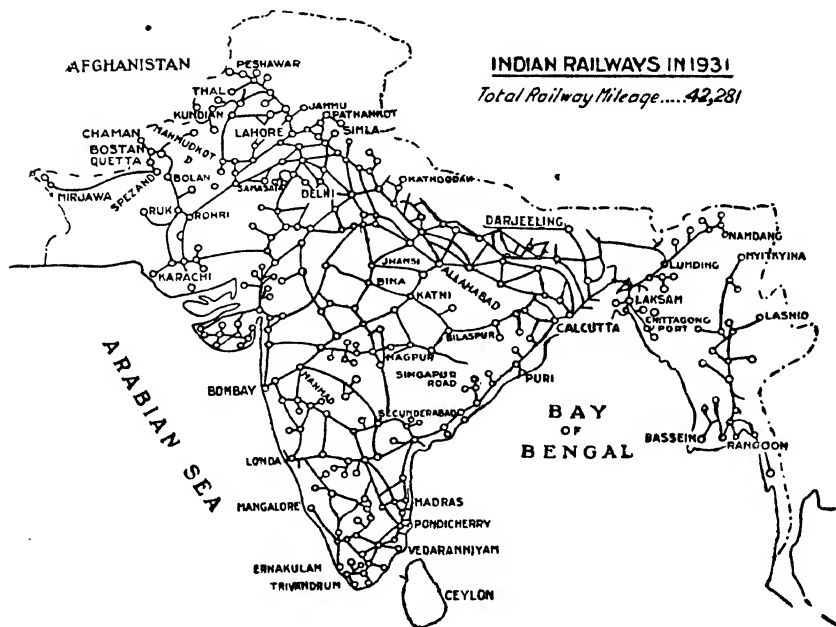 INDIAN RAILWAYS IN 1931
Total Railway Mileage.....42,281
AFGHANISTAN
PESHAWAR
THAL
KUNDIAN
JAMMU
PATHANKOT
LAHORE
SIMLA
CHAMAN
BOSTAN
QUETTA
MAHMUDKOT
D
BOLAN
SPEZAND
MIRJAWA
SAMASATA
DELHI
KATHGODAM
RUK
ROHRI
DARJEELING
NAMDANG
MYITKYINA
LUMDING
KARACHI
JHANSI
ALLAHABAD
BINA
KATNI
LAKSAM
CHITTAGONG
PORT
LASHIO
CALCUTTA
BILASPUR
NAGPUR
SINGAPUR
ROAD
PURI
BOMBAY
MANMAD
SECUNDERABAD
ARABIAN SEA
BAY
OF
BENGAL
BASSEIN
RANGOON
LONDA
MANGALORE
MADRAS
PONDICHERRY
VEDARANNIYAM
ERNAKULAM
TRIVANDRUM
CEYLON